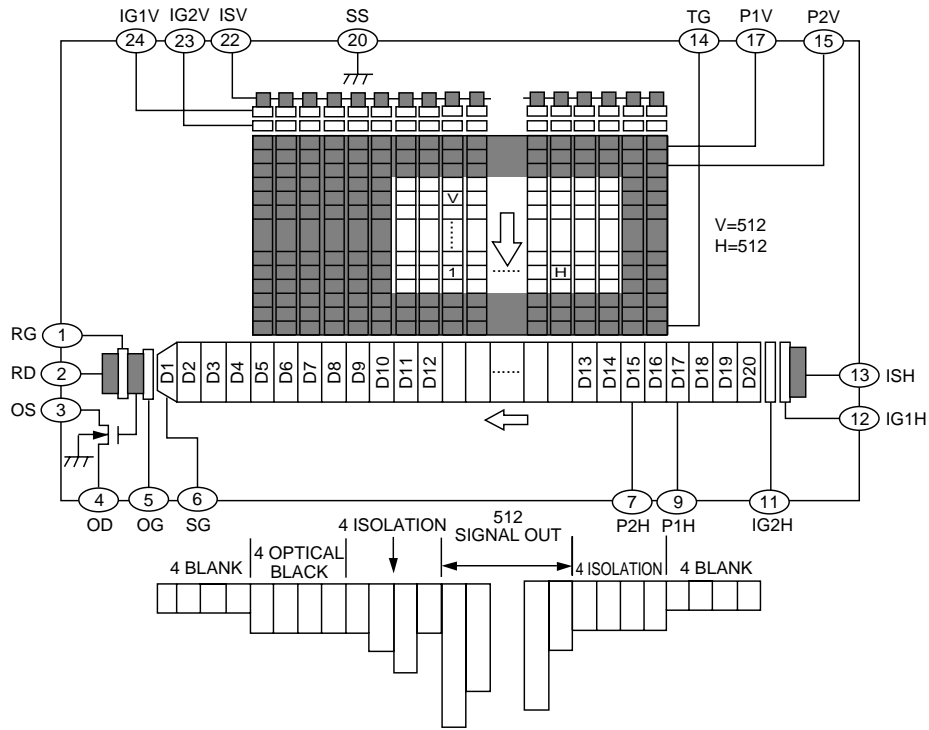 IG1V IG2V ISV SS TG P1V P2V
24 23 22 20 14 17 15
V
1 ...... H
V=512
H=512
RG 1
RD 2
OS 3
D1 D2 D3 D4 D5 D6 D7 D8 D9 D10 D11 D12 ...... D13 D14 D15 D16 D17 D18 D19 D20
13 ISH
12 IG1H
4 5 6 7 9 11
OD OG SG P2H P1H IG2H
4 BLANK
4 OPTICAL
BLACK
4 ISOLATION
512
SIGNAL OUT
4 ISOLATION
4 BLANK